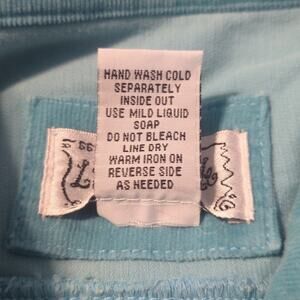 HAND WASH COLD
SEPARATELY
INSIDE OUT
USE MILD LIQUID
SOAP
DO NOT BLEACH
LINE DRY
WARM IRON ON
REVERSE SIDE
AS NEEDED